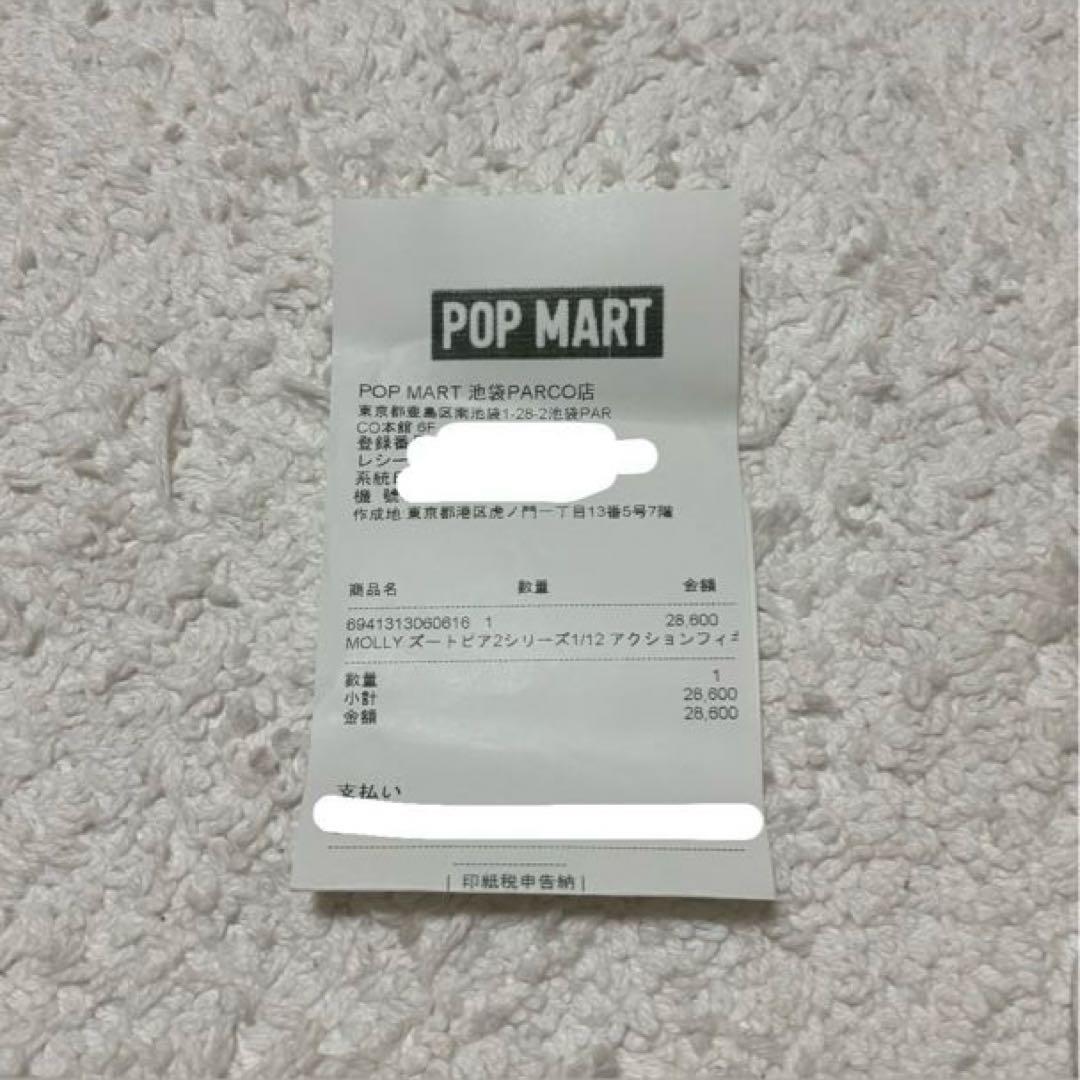 POP MART
POP MART 池袋PARCO店
東京都豊島区南池袋1-28-2池袋PAR
CO本館 6F
登録番
レシー
系統
機 號
作成地 東京都港区虎ノ門一丁目13番5号7階
商品名 数量 金額
6941313060616 1 28,600
MOLLY ズートピア2シリーズ1/12 アクションフィギ
数量 1
小計 28,600
金額 28,600
支払い
印紙税申告納